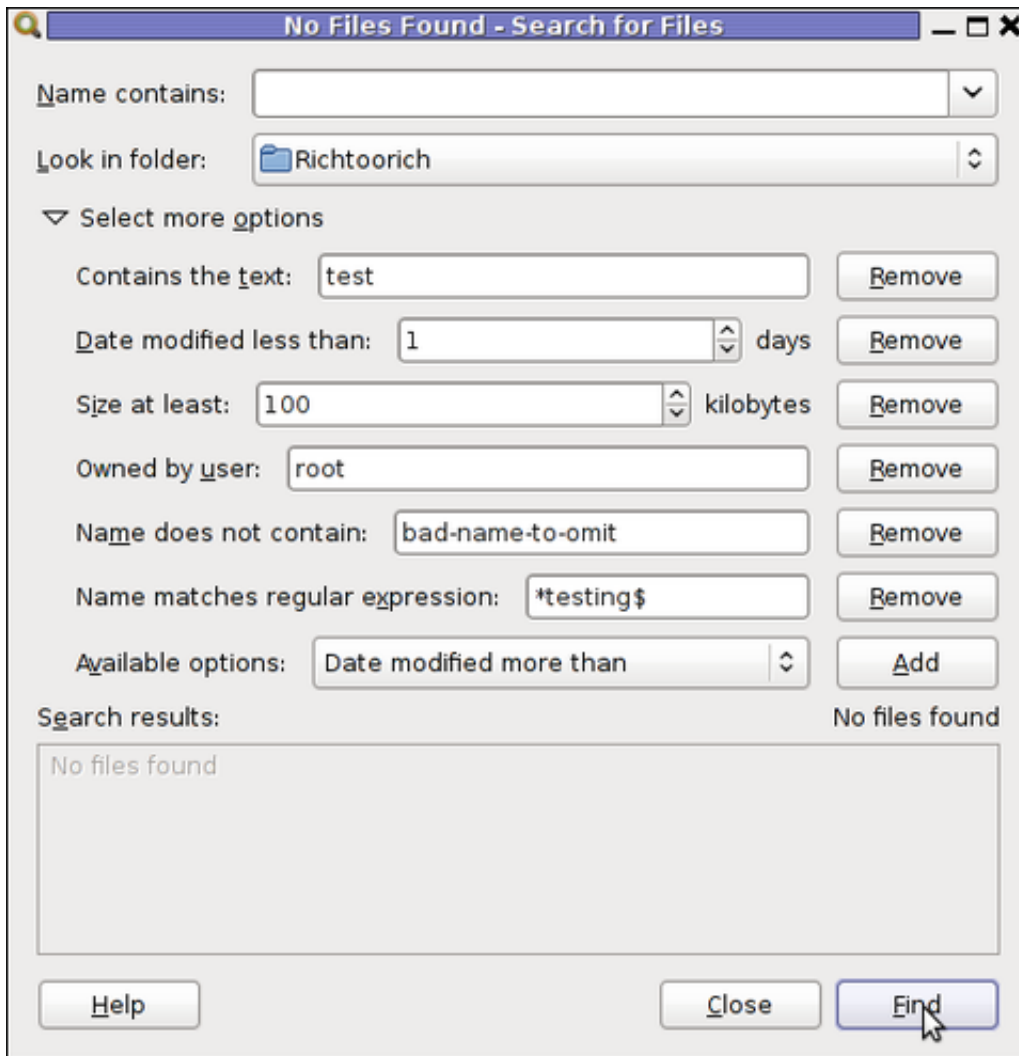 No Files Found - Search for Files
Name contains:
Look in folder: Richtoorich
Select more options
Contains the text: test Remove
Date modified less than: 1 days Remove
Size at least: 100 kilobytes Remove
Owned by user: root Remove
Name does not contain: bad-name-to-omit Remove
Name matches regular expression: *testing$ Remove
Available options: Date modified more than Add
Search results: No files found
No files found
Help Close Find